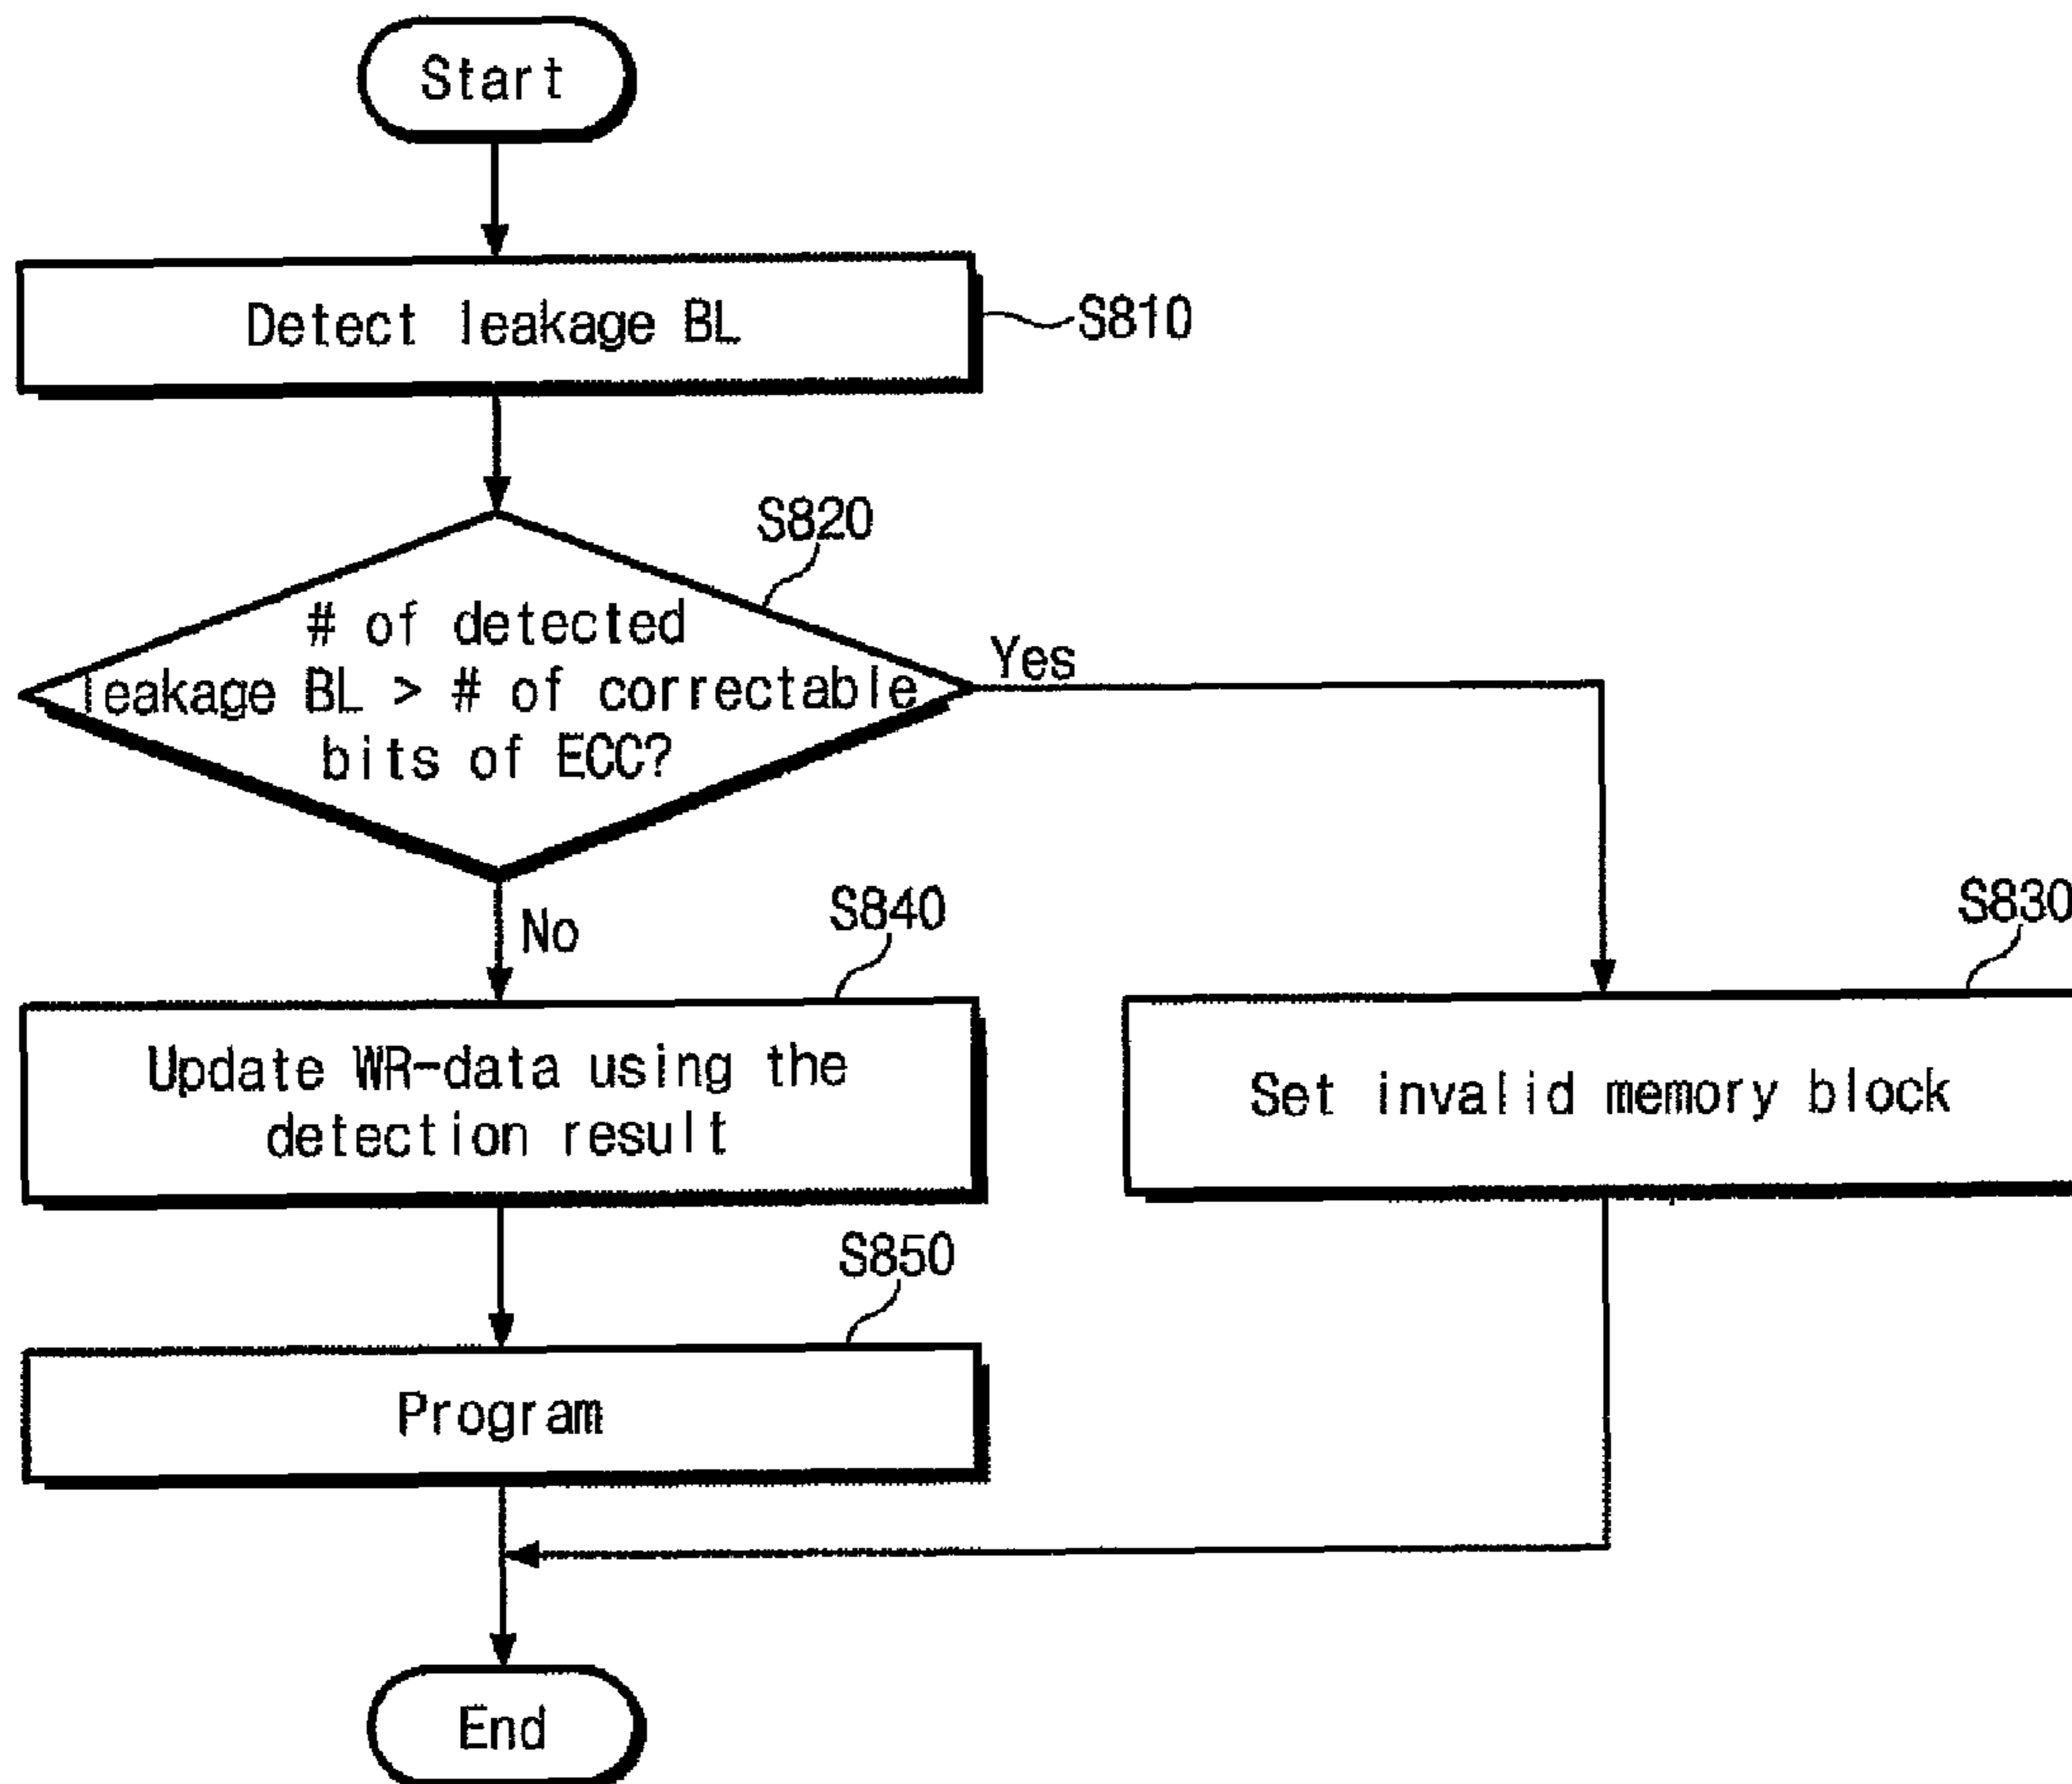 Start
Detect leakage BL
S810
S820
# of detected
leakage BL > # of correctable
bits of ECC?
Yes
No
S840
S830
Update WR-data using the
detection result
Set invalid memory block
S850
Program
End